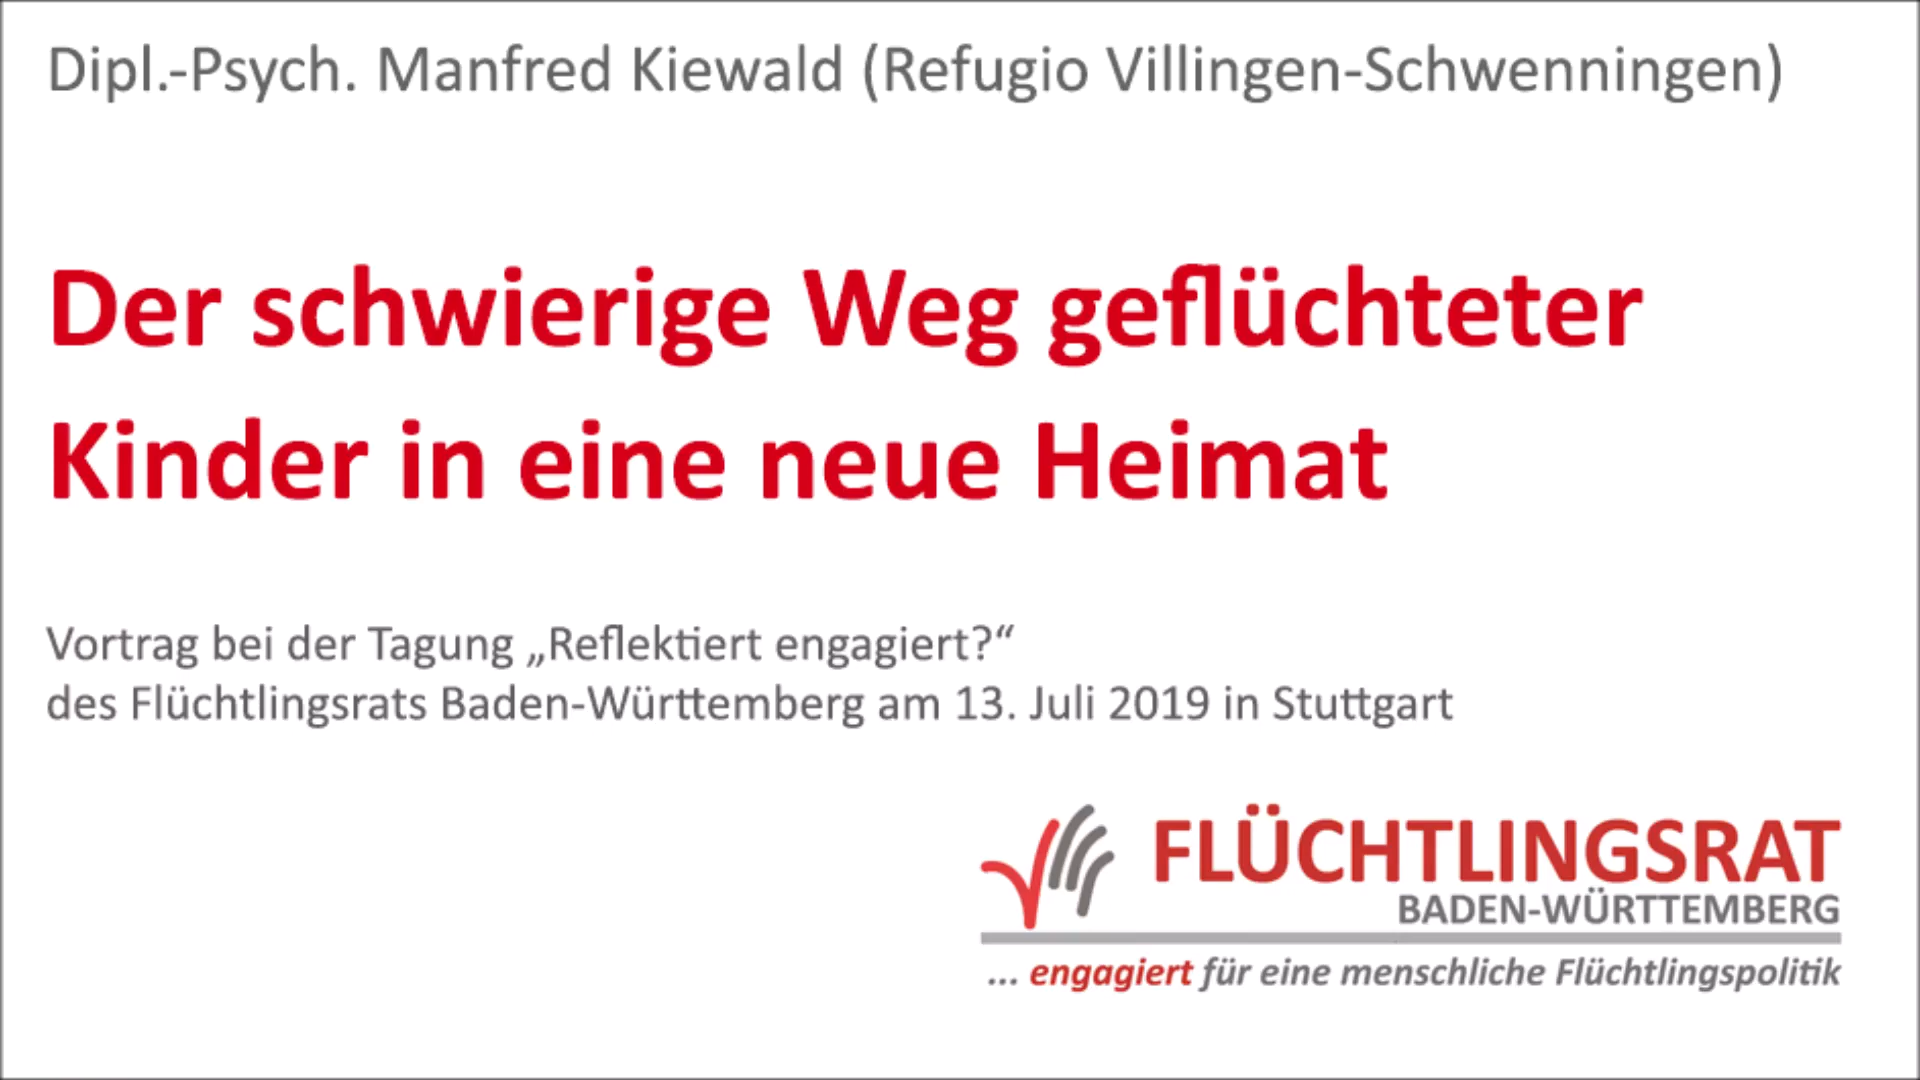 Dipl.-Psych. Manfred Kiewald (Refugio Villingen-Schwenningen)
Der schwierige Weg geflüchteter
Kinder in eine neue Heimat
Vortrag bei der Tagung „Reflektiert engagiert?“
des Flüchtlingsrats Baden-Württemberg am 13. Juli 2019 in Stuttgart
FLÜCHTLINGSRAT
BADEN-WÜRTTEMBERG
... engagiert für eine menschliche Flüchtlingspolitik